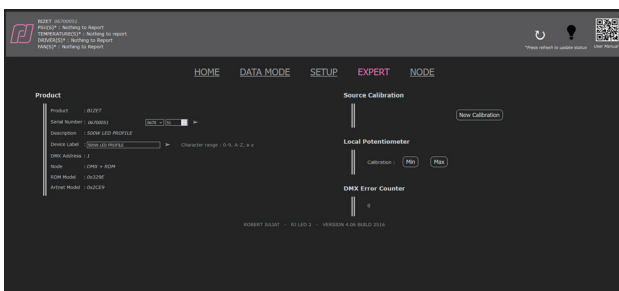 BIZET 06700051
PSU(S)* : Nothing to Report
TEMPERATURE(S)* : Nothing to report
DRIVER(S)* : Nothing to Report
FAN(S)* : Nothing to Report
*Press refresh to update status
User Manual
HOME DATA MODE SETUP EXPERT NODE
Product
Product : BIZET
Serial Number : 06700051 0670 051
Description : 500W LED PROFILE
Device Label : 500W LED PROFILE Character range : 0-9, A-Z, a-z
DMX Address : 1
Node : DMX + RDM
RDM Model : 0x329E
Artnet Model : 0x2CE9
Source Calibration
New Calibration
Local Potentiometer
Calibration : Min Max
DMX Error Counter
0
ROBERT JULIAT - RJ LED 2 - VERSION 4.06 BUILD 2516